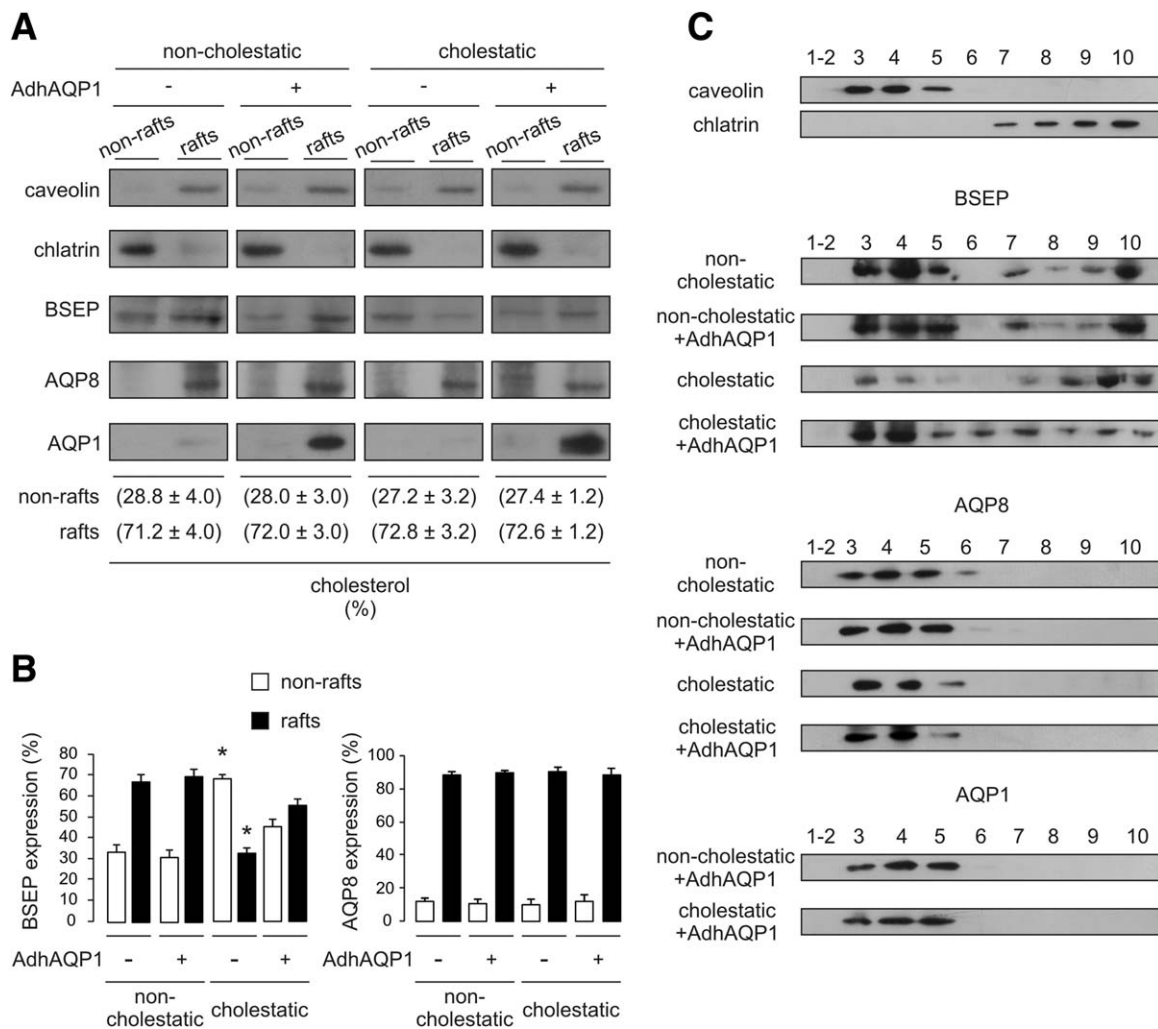 A
non-cholestatic cholestatic
AdhAQP1 - + - +
non-rafts rafts non-rafts rafts non-rafts rafts non-rafts rafts
caveolin
chlatrin
BSEP
AQP8
AQP1
non-rafts (28.8 ± 4.0) (28.0 ± 3.0) (27.2 ± 3.2) (27.4 ± 1.2)
rafts (71.2 ± 4.0) (72.0 ± 3.0) (72.8 ± 3.2) (72.6 ± 1.2)
cholesterol
(%)
B
non-rafts
rafts
BSEP expression (%)
80
70
60
50
40
30
20
10
0
* *
AdhAQP1 - + - +
non-
cholestatic
cholestatic
AQP8 expression (%)
100
80
60
40
20
0
AdhAQP1 - + - +
non-
cholestatic
cholestatic
C
1-2 3 4 5 6 7 8 9 10
caveolin
chlatrin
BSEP
1-2 3 4 5 6 7 8 9 10
non-
cholestatic
non-cholestatic
+AdhAQP1
cholestatic
cholestatic
+AdhAQP1
AQP8
1-2 3 4 5 6 7 8 9 10
non-
cholestatic
non-cholestatic
+AdhAQP1
cholestatic
cholestatic
+AdhAQP1
AQP1
1-2 3 4 5 6 7 8 9 10
non-cholestatic
+AdhAQP1
cholestatic
+AdhAQP1